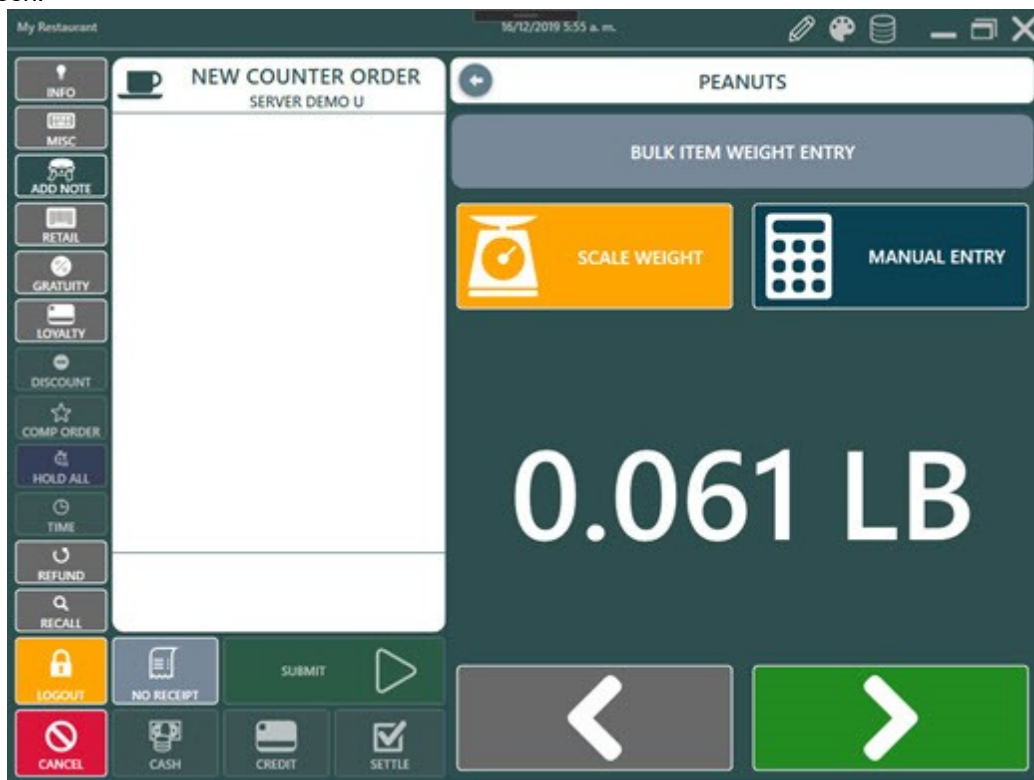 My Restaurant
16/12/2019 5:55 a. m.
INFO
MISC
ADD NOTE
RETAIL
GRATUITY
LOYALTY
DISCOUNT
COMP ORDER
HOLD ALL
TIME
REFUND
RECALL
LOGOUT
CANCEL
NEW COUNTER ORDER
SERVER DEMO U
NO RECEIPT
SUBMIT
CASH
CREDIT
SETTLE
PEANUTS
BULK ITEM WEIGHT ENTRY
SCALE WEIGHT
MANUAL ENTRY
0.061 LB